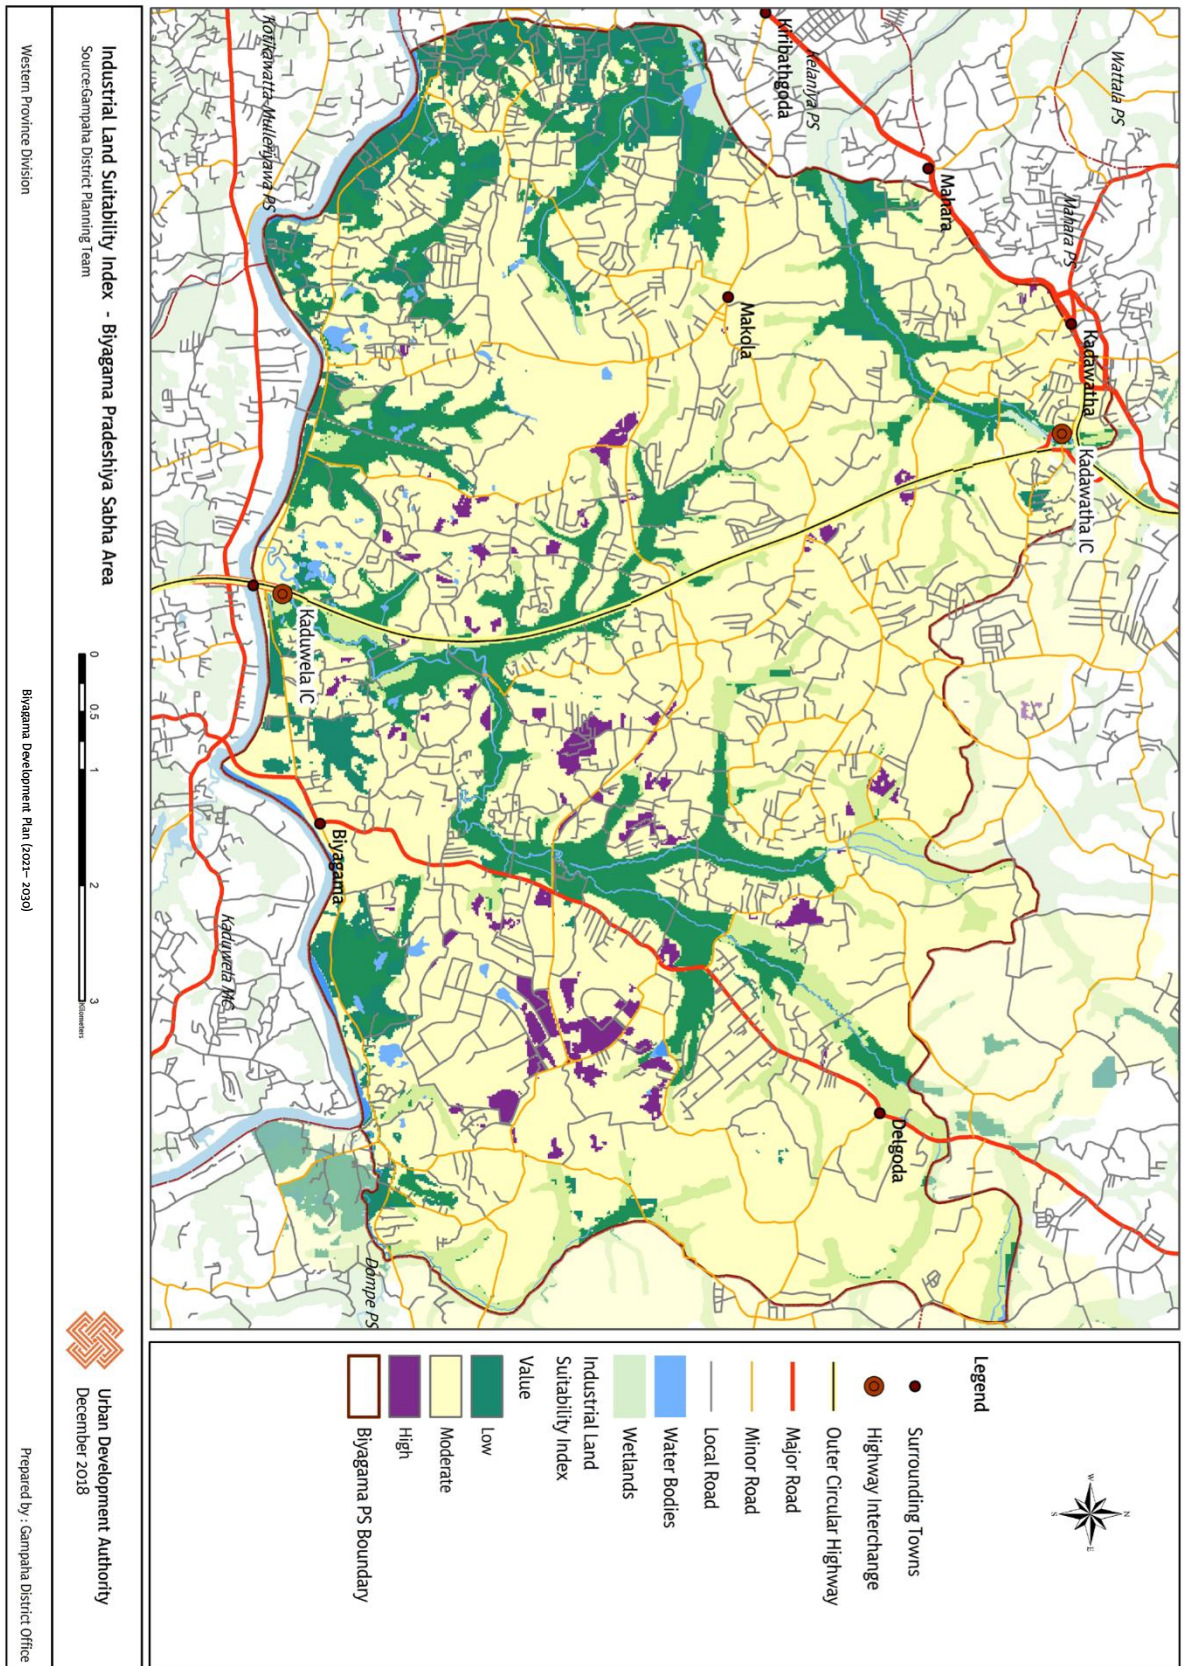 Wattala PS
Kelaniya PS
Kiribathgoda
Mahara
Mahara PS
Kadawatha
Kadawatha IC
Makola
Kotikawatta-Mulleriyawa PS
Kaduwela IC
Biyagama
Kaduwela MC
Delgoda
Dompe PS
Legend
Surrounding Towns
Highway Interchange
Outer Circular Highway
Major Road
Minor Road
Local Road
Water Bodies
Wetlands
Industrial Land
Suitability Index
Value
Low
Moderate
High
Biyagama PS Boundary
N
W
E
S
Industrial Land Suitability Index - Biyagama Pradeshiya Sabha Area
Source:Gampaha District Planning Team
0 0.5 1 2 3
Kilometers
Urban Development Authority
December 2018
Western Province Division
Biyagama Development Plan (2021– 2030)
Prepared by : Gampaha District Office